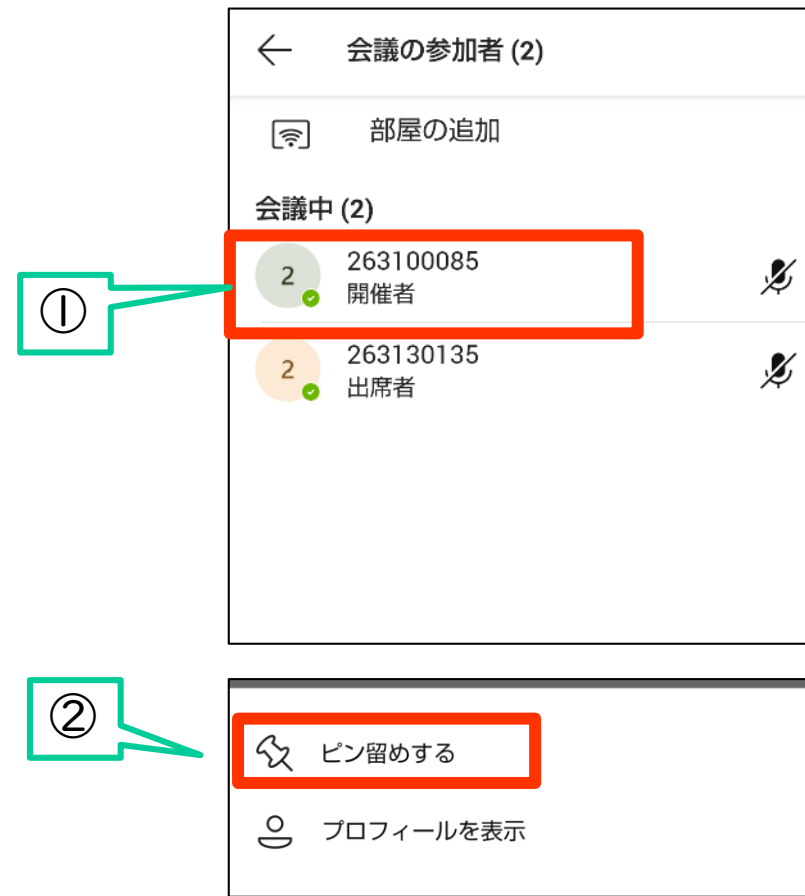 会議の参加者 (2)
部屋の追加
会議中 (2)
①
2
263100085
開催者
2
263130135
出席者
②
ピン留めする
プロフィールを表示